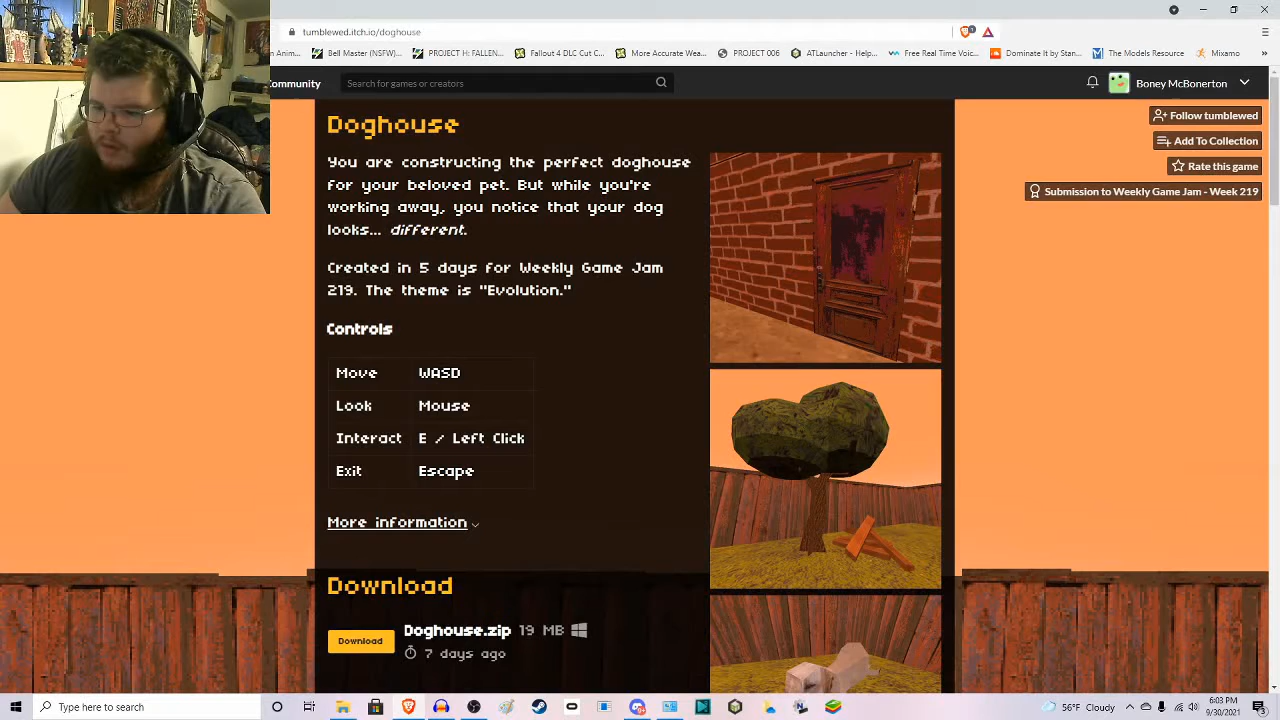 tumblewed.itch.io/doghouse
n Anim...
Bell Master (NSFW)...
PROJECT H: FALLEN...
Fallout 4 DLC Cut C...
More Accurate Wea...
PROJECT 006
ATLauncher - Help...
Free Real Time Voic...
Dominate It by Stan...
The Models Resource
Mixamo
ommunity
Search for games or creators
Boney McBonerton
Follow tumblewed
Add To Collection
Rate this game
Submission to Weekly Game Jam - Week 219
Doghouse
You are constructing the perfect doghouse
for your beloved pet. But while you're
working away, you notice that your dog
looks... different.
Created in 5 days for Weekly Game Jam
219. The theme is "Evolution."
Controls
Move WASD
Look Mouse
Interact E / Left Click
Exit Escape
More information
Download
Download Doghouse.zip 19 MB
7 days ago
Type here to search
58°F Cloudy
6:03 PM
9/30/2021